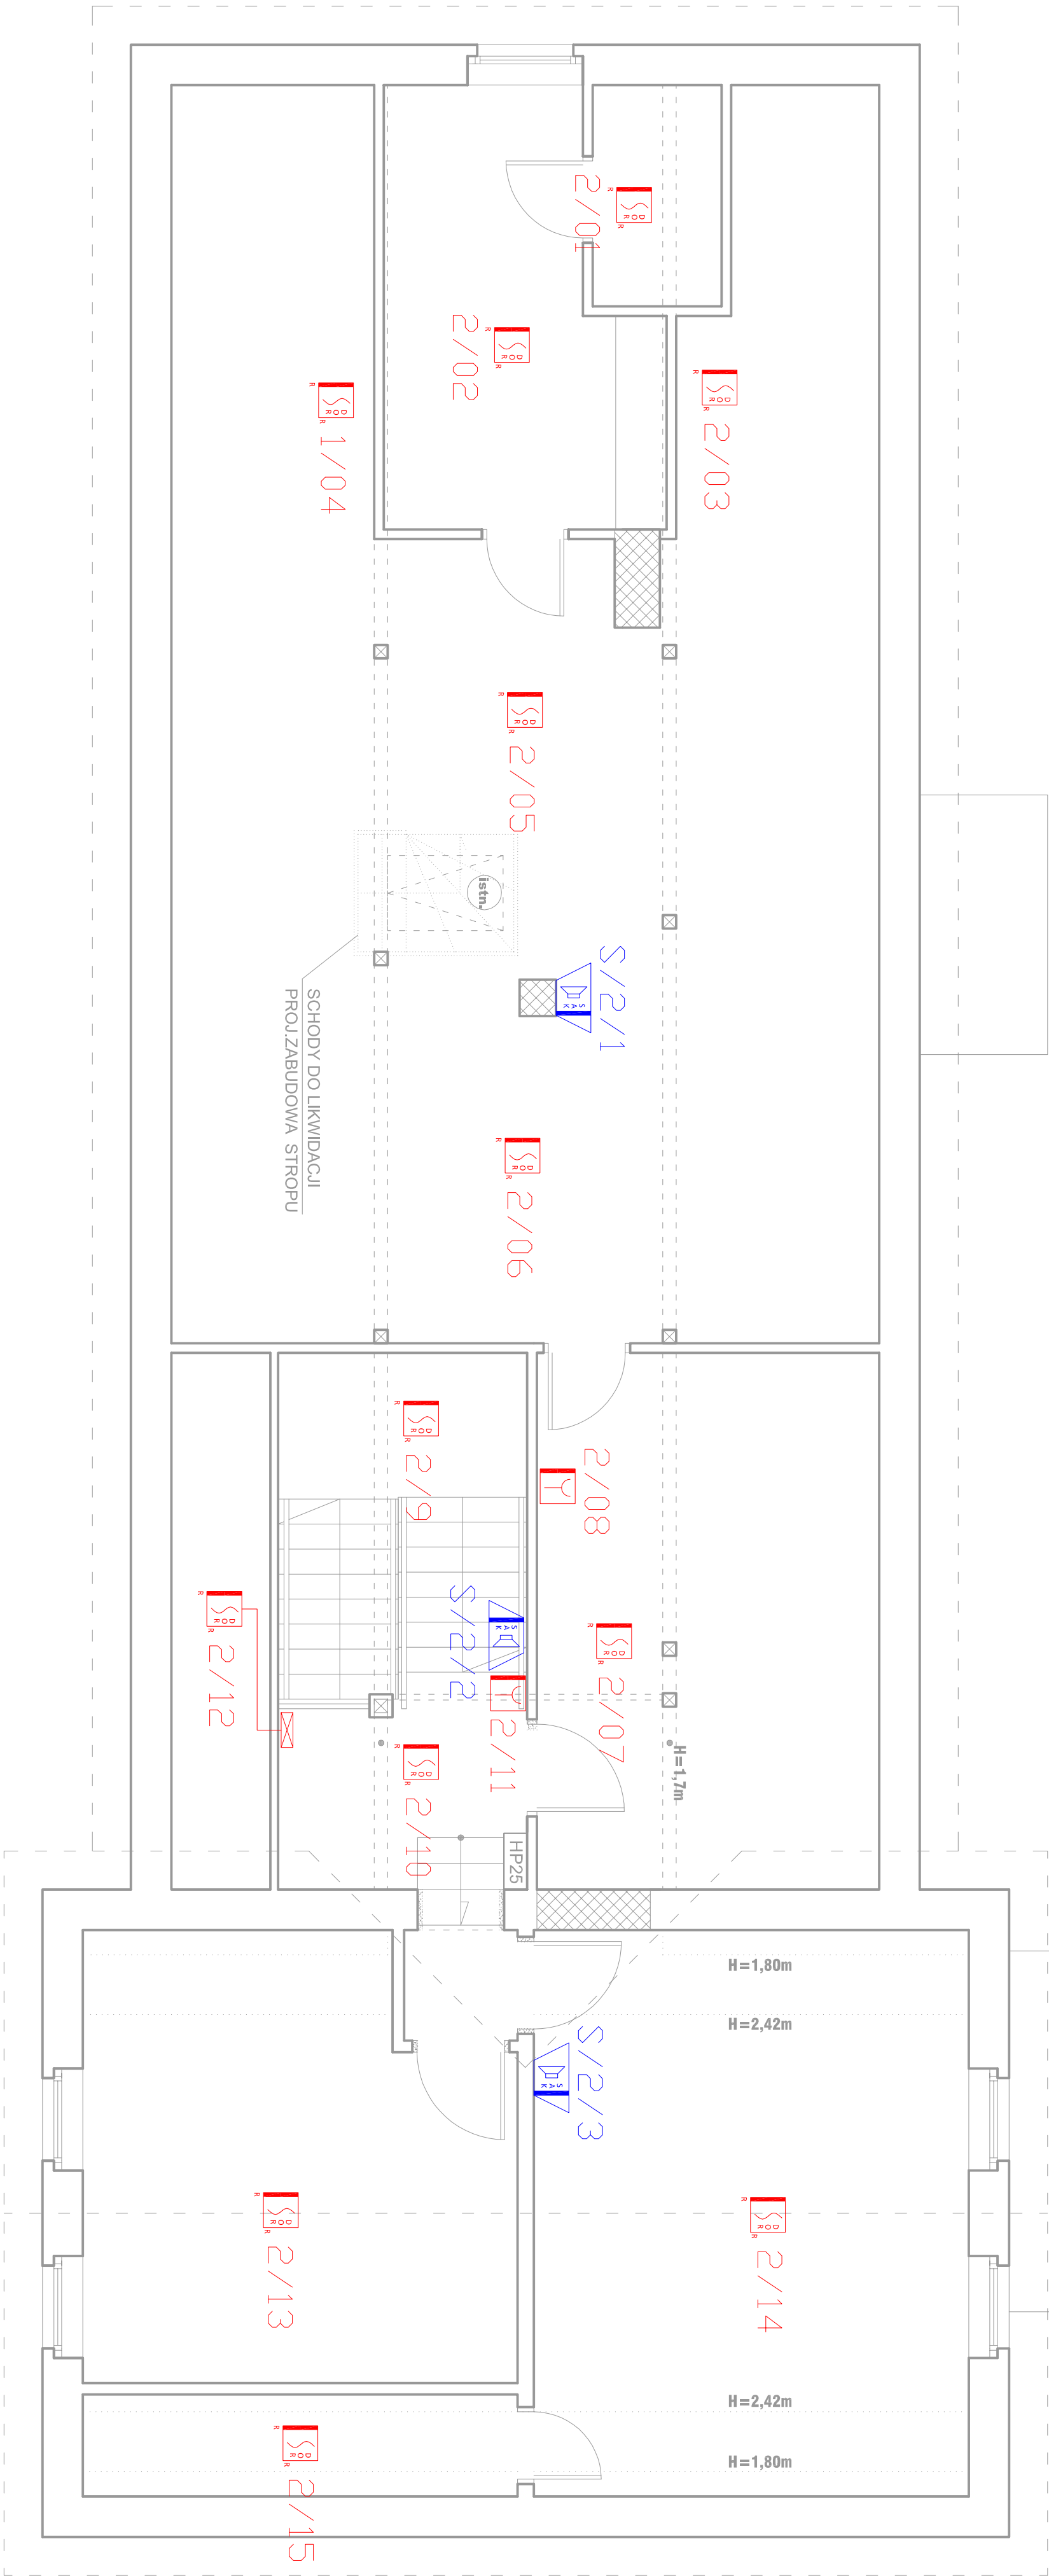 2/01
D
O
R
R
R
2/02
D
O
R
R
R
2/03
D
O
R
R
R
1/04
D
O
R
R
R
2/05
D
O
R
R
R
istn.
S/2/1
S
A
K
SCHODY DO LIKWIDACJI
PROJ.ZABUDOWA STROPU
2/06
D
O
R
R
R
2/9
D
O
R
R
R
2/08
S/2/2
S
A
K
2/07
D
O
R
R
R
2/12
D
O
R
R
R
2/11
2/10
D
O
R
R
R
H=1,7m
HP25
H=1,80m
H=2,42m
S/2/3
S
A
K
2/13
D
O
R
R
R
2/14
D
O
R
R
R
H=2,42m
H=1,80m
2/15
D
O
R
R
R